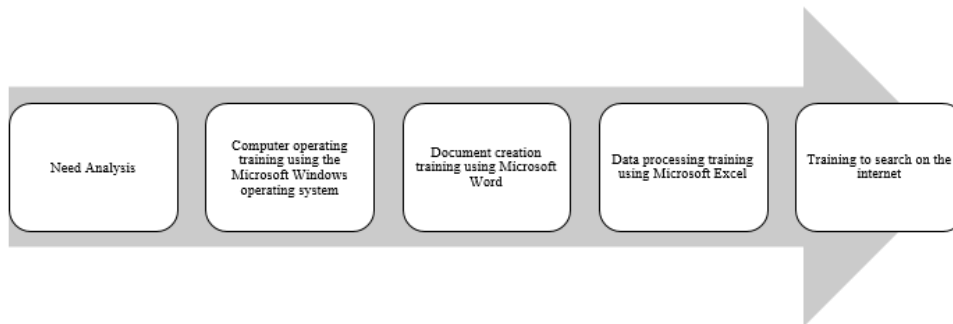 Need Analysis
Computer operating
training using the
Microsoft Windows
operating system
Document creation
training using Microsoft
Word
Data processing training
using Microsoft Excel
Training to search on the
internet